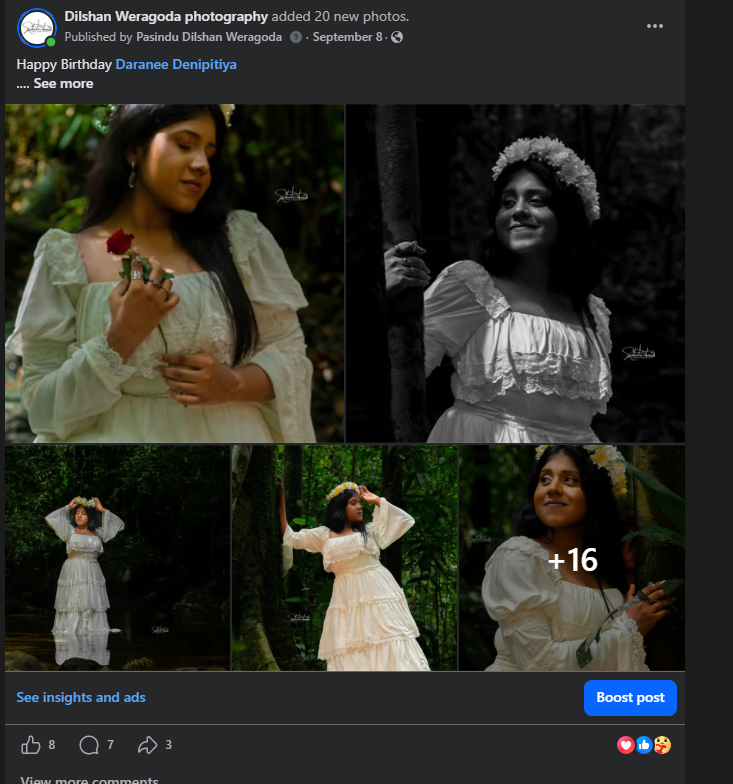 Dilshan Weragoda photography added 20 new photos.
Published by Pasindu Dilshan Weragoda · September 8 ·
Happy Birthday Daranee Denipitiya
.... See more
+16
See insights and ads
Boost post
8 7 3
View more comments